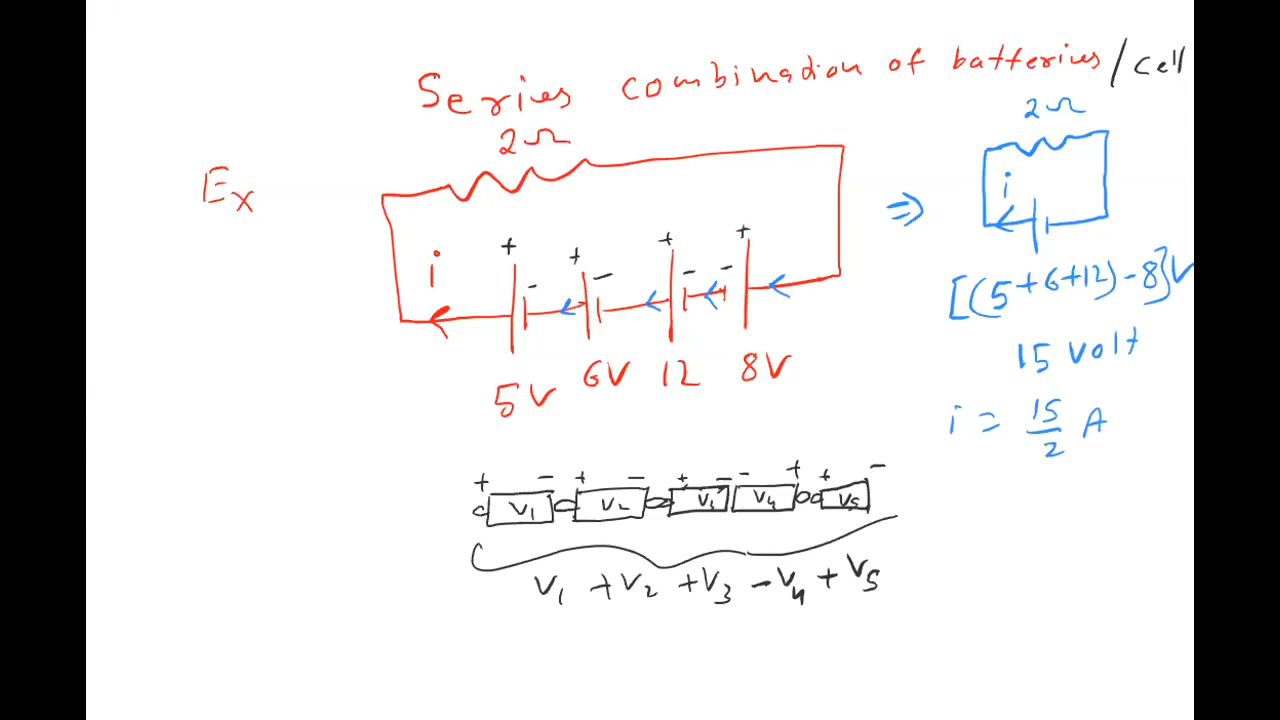 Series combination of batteries / cell
2Ω
2Ω
Ex
i
i
+ - + - + - - +
5V 6V 12 8V
[(5+6+12)-8]V
15 volt
i = 15/2 A
+ - + - + - - + + -
V1 V2 V4 V5
V1 + V2 + V3 - V4 + V5